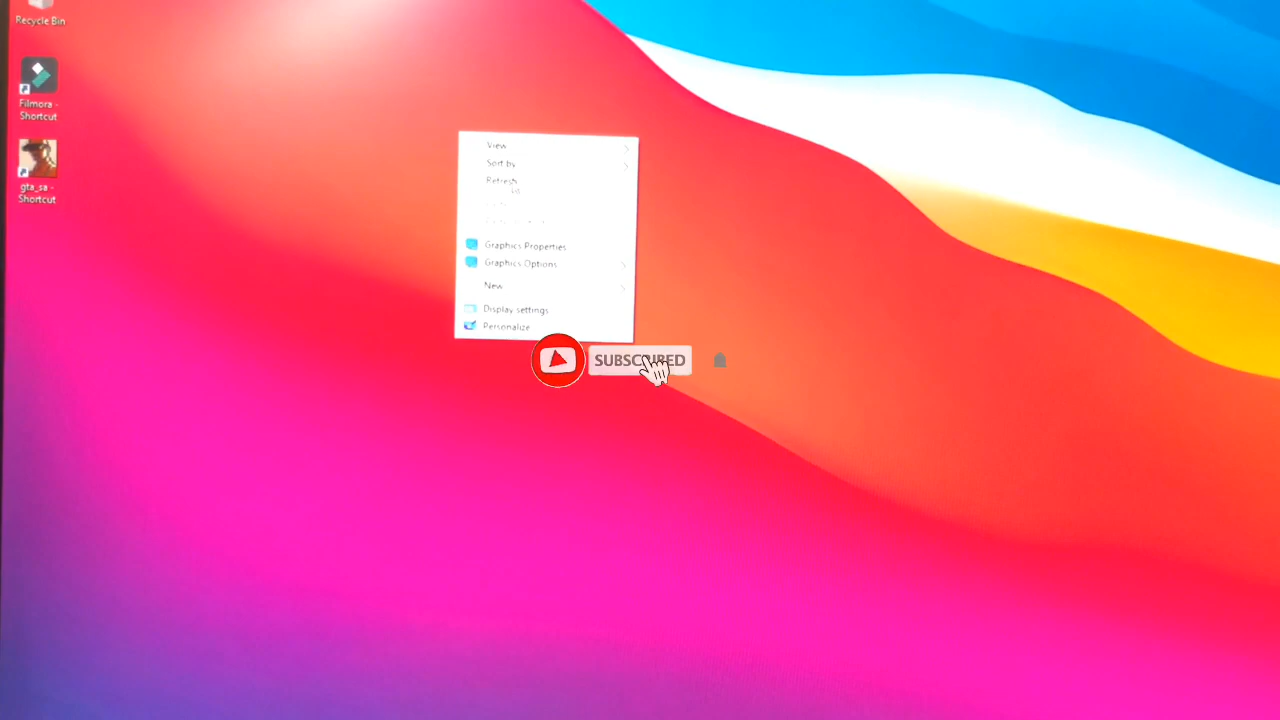 Recycle Bin
Filmora -
Shortcut
gta_sa -
Shortcut
View
Sort by
Refresh
Graphics Properties
Graphics Options
New
Display settings
Personalize
SUBSCRIBED